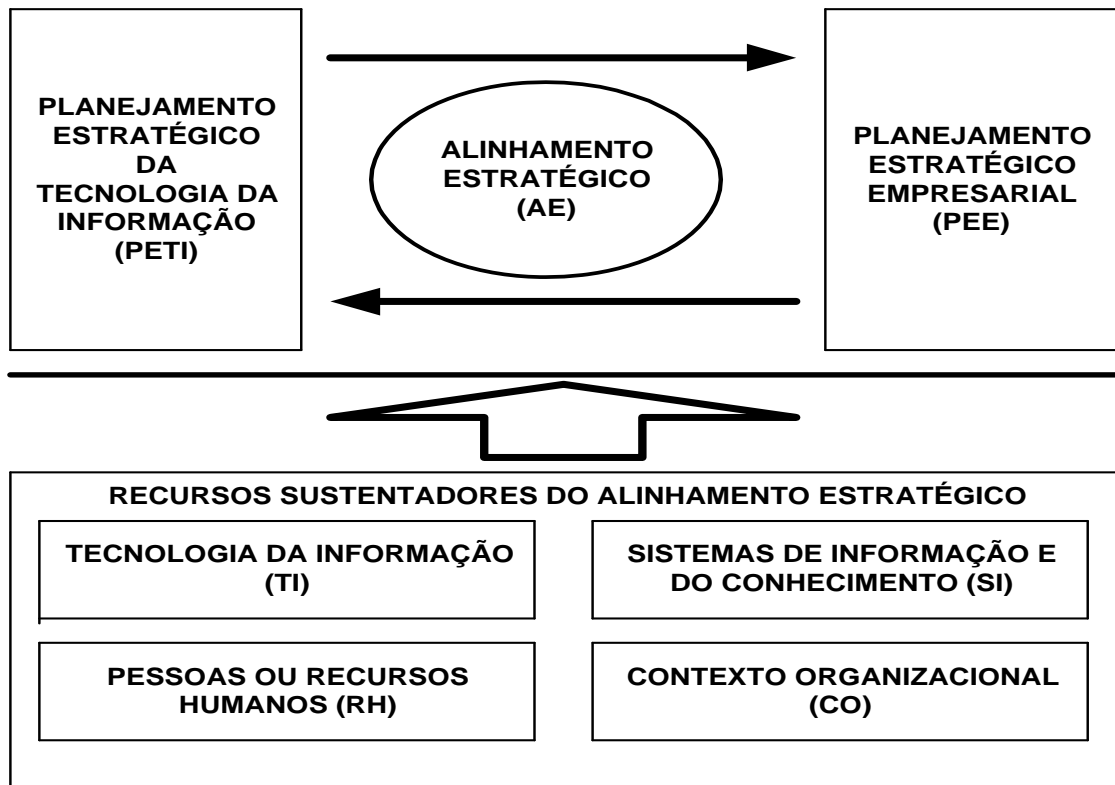 PLANEJAMENTO
ESTRATÉGICO
DA
TECNOLOGIA DA
INFORMAÇÃO
(PETI)
ALINHAMENTO
ESTRATÉGICO
(AE)
PLANEJAMENTO
ESTRATÉGICO
EMPRESARIAL
(PEE)
RECURSOS SUSTENTADORES DO ALINHAMENTO ESTRATÉGICO
TECNOLOGIA DA INFORMAÇÃO
(TI)
SISTEMAS DE INFORMAÇÃO E
DO CONHECIMENTO (SI)
PESSOAS OU RECURSOS
HUMANOS (RH)
CONTEXTO ORGANIZACIONAL
(CO)